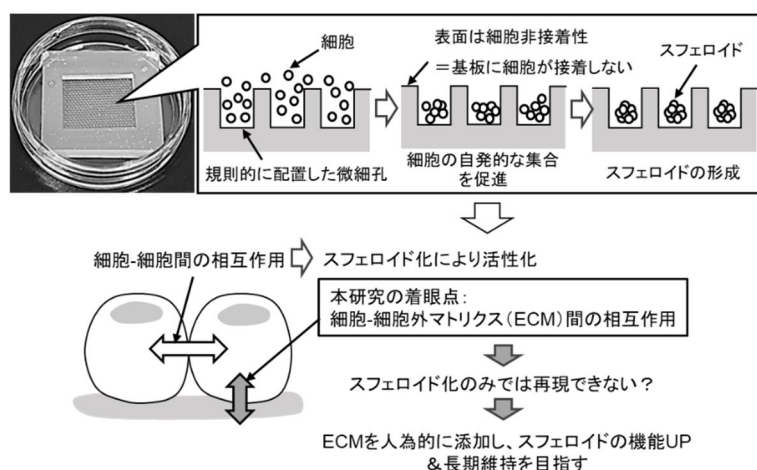 細胞
表面は細胞非接着性
＝基板に細胞が接着しない
スフェロイド
規則的に配置した微細孔
細胞の自発的な集合
を促進
スフェロイドの形成
細胞-細胞間の相互作用
スフェロイド化により活性化
本研究の着眼点：
細胞-細胞外マトリクス（ECM）間の相互作用
スフェロイド化のみでは再現できない？
ECMを人為的に添加し、スフェロイドの機能UP
＆長期維持を目指す